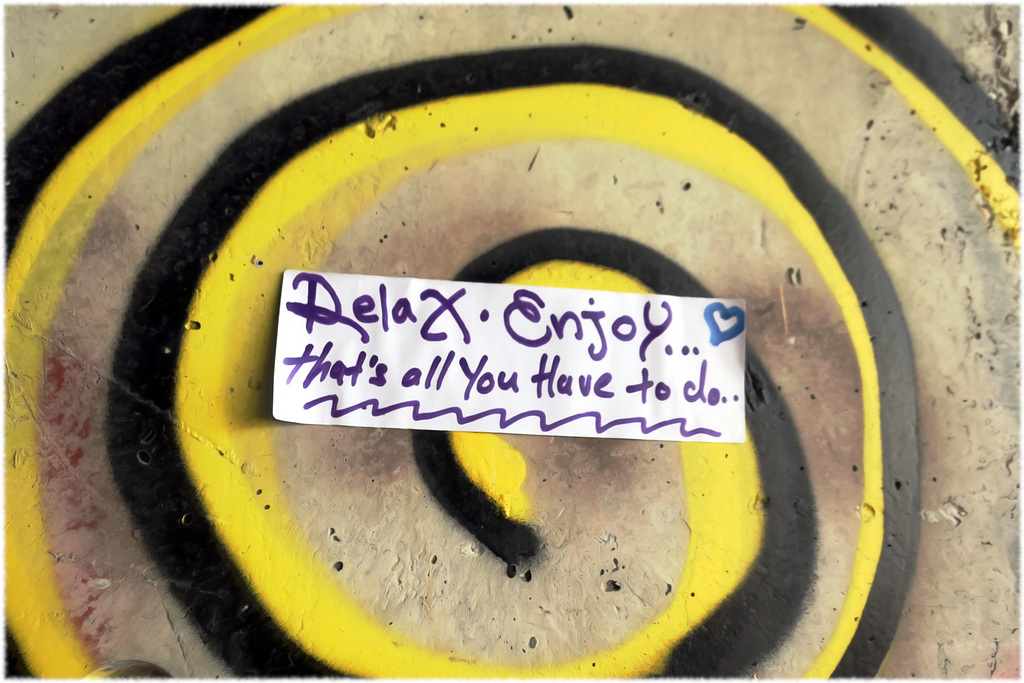 RelaX. Enjoy...
that's all You Have to do..